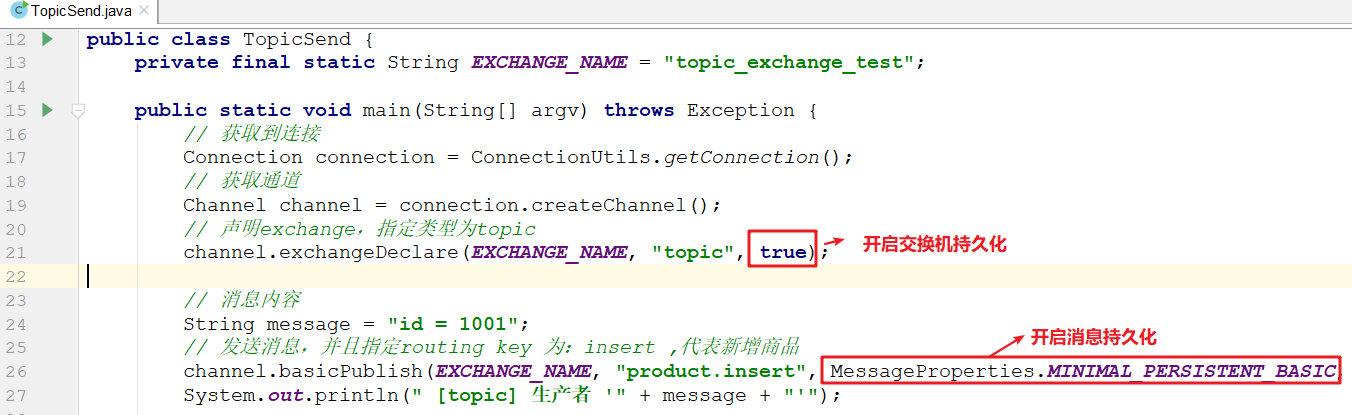 TopicSend.java
12 public class TopicSend {
13 private final static String EXCHANGE_NAME = "topic_exchange_test";
14
15 public static void main(String[] argv) throws Exception {
16 // 获取到连接
17 Connection connection = ConnectionUtils.getConnection();
18 // 获取通道
19 Channel channel = connection.createChannel();
20 // 声明exchange，指定类型为topic
21 channel.exchangeDeclare(EXCHANGE_NAME, "topic", true); 开启交换机持久化
22
23 // 消息内容
24 String message = "id = 1001";
开启消息持久化
25 // 发送消息，并且指定routing key 为：insert ,代表新增商品
26 channel.basicPublish(EXCHANGE_NAME, "product.insert", MessageProperties.MINIMAL_PERSISTENT_BASIC,
27 System.out.println(" [topic] 生产者 '" + message + "'");